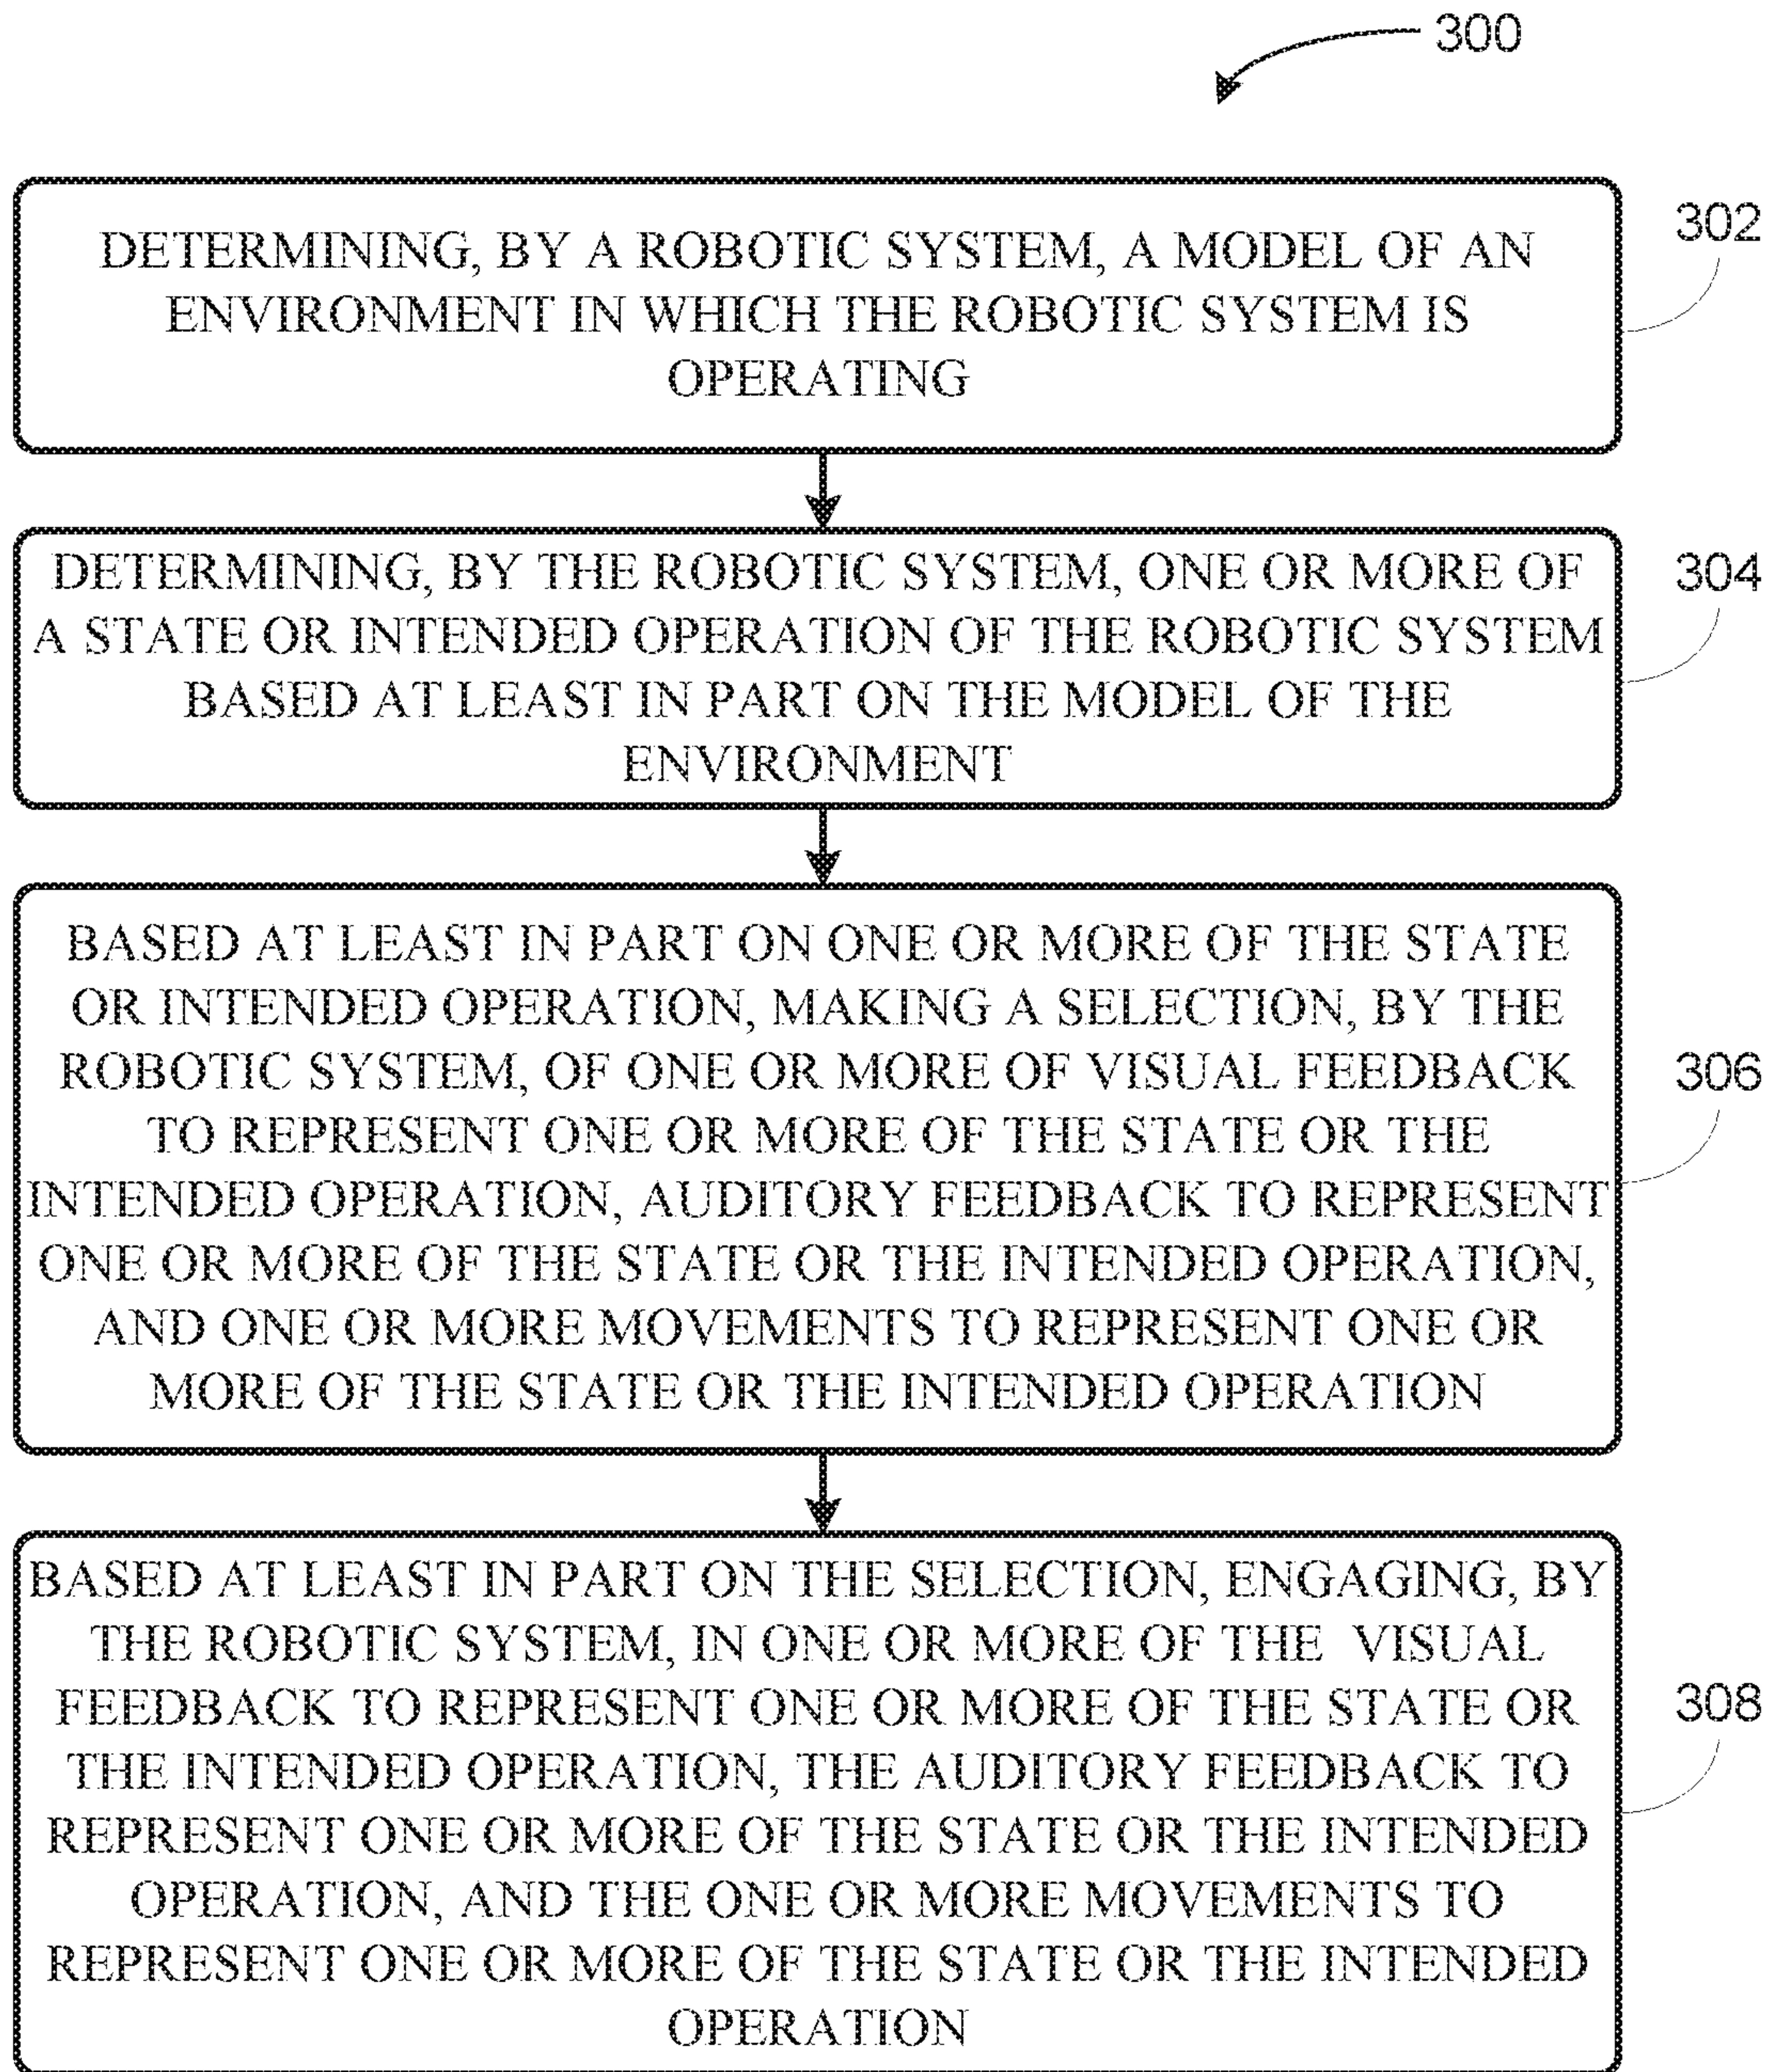 300
DETERMINING, BY A ROBOTIC SYSTEM, A MODEL OF AN
ENVIRONMENT IN WHICH THE ROBOTIC SYSTEM IS
OPERATING
302
DETERMINING, BY THE ROBOTIC SYSTEM, ONE OR MORE OF
A STATE OR INTENDED OPERATION OF THE ROBOTIC SYSTEM
BASED AT LEAST IN PART ON THE MODEL OF THE
ENVIRONMENT
304
BASED AT LEAST IN PART ON ONE OR MORE OF THE STATE
OR INTENDED OPERATION, MAKING A SELECTION, BY THE
ROBOTIC SYSTEM, OF ONE OR MORE OF VISUAL FEEDBACK
TO REPRESENT ONE OR MORE OF THE STATE OR THE
INTENDED OPERATION, AUDITORY FEEDBACK TO REPRESENT
ONE OR MORE OF THE STATE OR THE INTENDED OPERATION,
AND ONE OR MORE MOVEMENTS TO REPRESENT ONE OR
MORE OF THE STATE OR THE INTENDED OPERATION
306
BASED AT LEAST IN PART ON THE SELECTION, ENGAGING, BY
THE ROBOTIC SYSTEM, IN ONE OR MORE OF THE VISUAL
FEEDBACK TO REPRESENT ONE OR MORE OF THE STATE OR
THE INTENDED OPERATION, THE AUDITORY FEEDBACK TO
REPRESENT ONE OR MORE OF THE STATE OR THE INTENDED
OPERATION, AND THE ONE OR MORE MOVEMENTS TO
REPRESENT ONE OR MORE OF THE STATE OR THE INTENDED
OPERATION
308